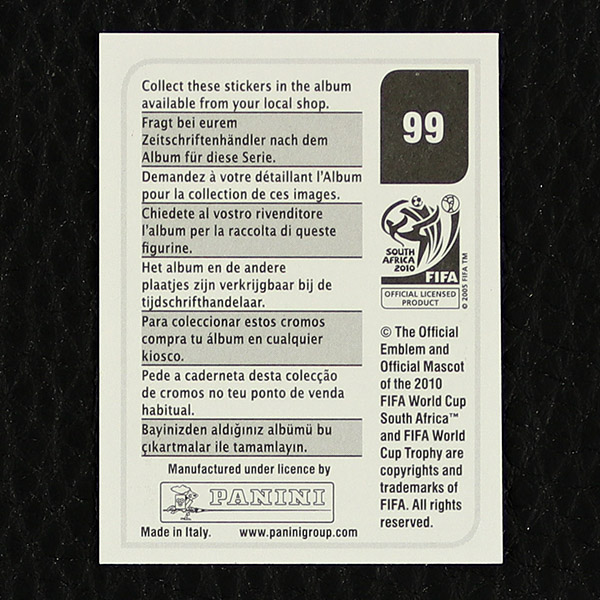 Collect these stickers in the album
available from your local shop.
Fragt bei eurem
Zeitschriftenhändler nach dem
Album für diese Serie.
Demandez à votre détaillant l'Album
pour la collection de ces images.
Chiedete al vostro rivenditore
l'album per la raccolta di queste
figurine.
Het album en de andere
plaatjes zijn verkrijgbaar bij de
tijdschrifthandelaar.
Para coleccionar estos cromos
compra tu álbum en cualquier
kiosco.
Pede a caderneta desta colecção
de cromos no teu ponto de venda
habitual.
Bayinizden aldığınız albümü bu
çıkartmalar ile tamamlayın.
Manufactured under licence by
PANINI
Made in Italy. www.paninigroup.com
99
SOUTH
AFRICA
2010
FIFA
© 2005 FIFA TM
OFFICIAL LICENSED
PRODUCT
© The Official
Emblem and
Official Mascot
of the 2010
FIFA World Cup
South Africa™
and FIFA World
Cup Trophy are
copyrights and
trademarks of
FIFA. All rights
reserved.